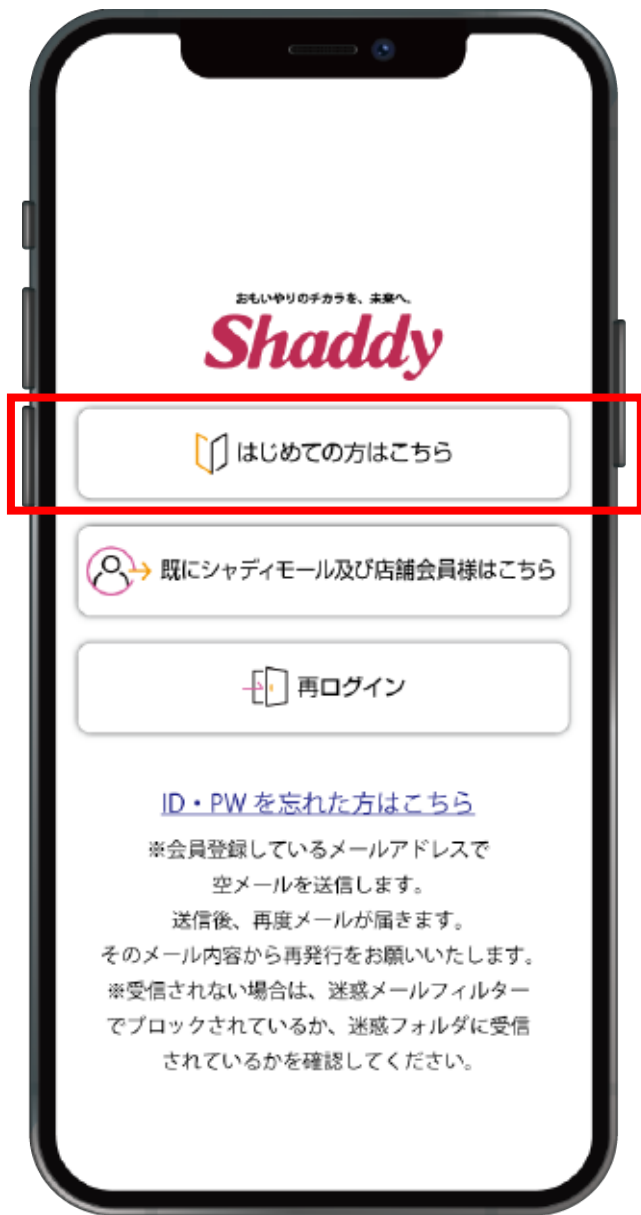 おもいやりのチカラを、未来へ。
Shaddy
はじめての方はこちら
既にシャディモール及び店舗会員様はこちら
再ログイン
ID・PW を忘れた方はこちら
※会員登録しているメールアドレスで
空メールを送信します。
送信後、再度メールが届きます。
そのメール内容から再発行をお願いいたします。
※受信されない場合は、迷惑メールフィルター
でブロックされているか、迷惑フォルダに受信
されているかを確認してください。